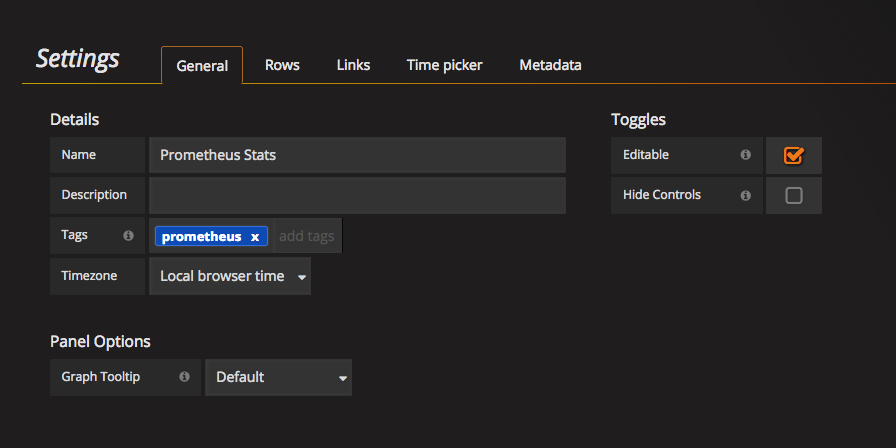 Settings General Rows Links Time picker Metadata
Details
Name Prometheus Stats
Description
Tags prometheus x add tags
Timezone Local browser time
Panel Options
Graph Tooltip Default
Toggles
Editable
Hide Controls